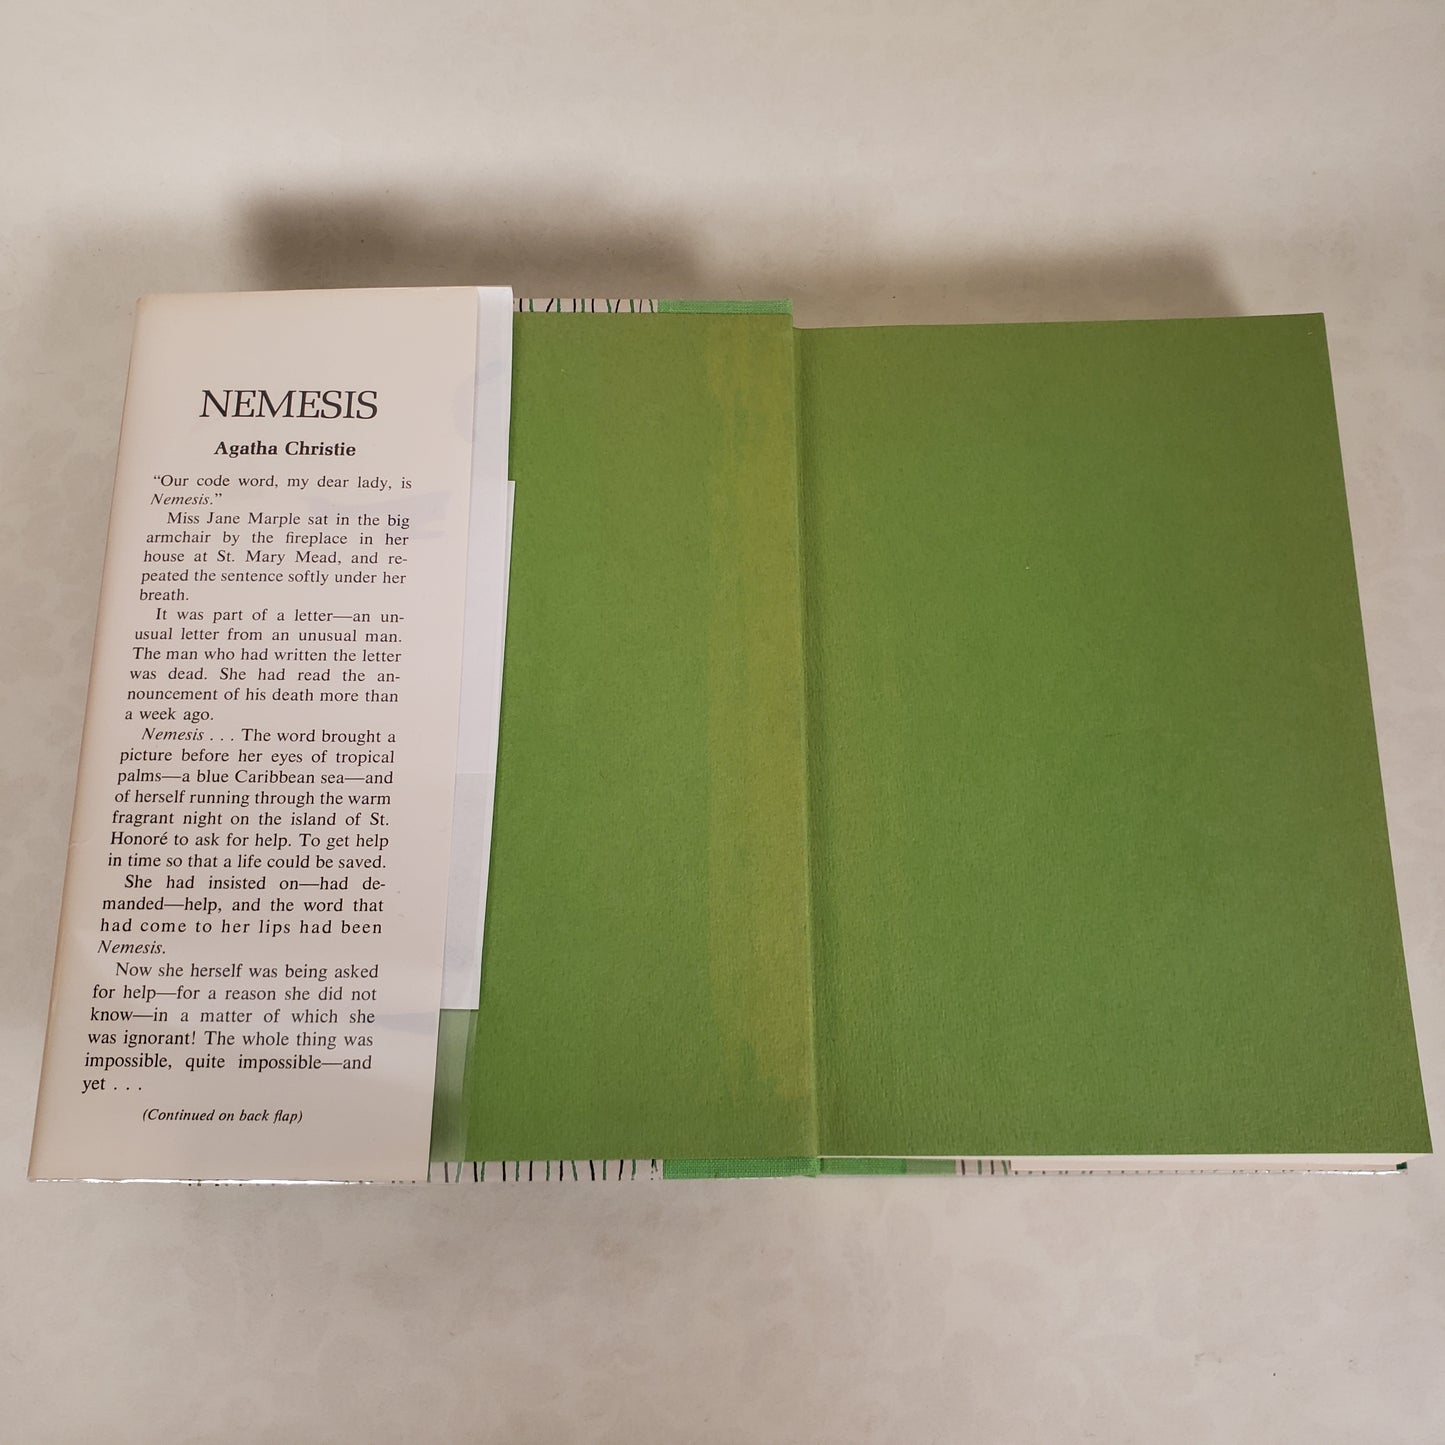 NEMESIS
Agatha Christie
“Our code word, my dear lady, is
Nemesis.”
Miss Jane Marple sat in the big
armchair by the fireplace in her
house at St. Mary Mead, and re-
peated the sentence softly under her
breath.
It was part of a letter—an un-
usual letter from an unusual man.
The man who had written the letter
was dead. She had read the an-
nouncement of his death more than
a week ago.
Nemesis . . . The word brought a
picture before her eyes of tropical
palms—a blue Caribbean sea—and
of herself running through the warm
fragrant night on the island of St.
Honoré to ask for help. To get help
in time so that a life could be saved.
She had insisted on—had de-
manded—help, and the word that
had come to her lips had been
Nemesis.
Now she herself was being asked
for help—for a reason she did not
know—in a matter of which she
was ignorant! The whole thing was
impossible, quite impossible—and
yet . . .
(Continued on back flap)